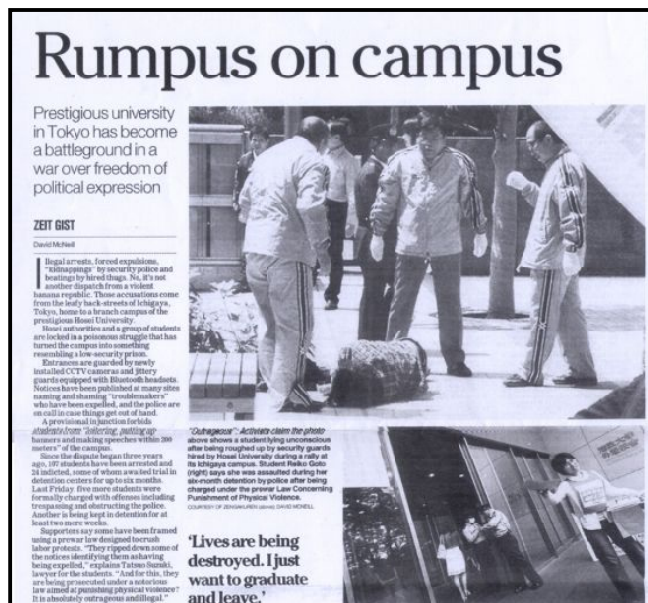 Rumpus on campus
Prestigious university
in Tokyo has become
a battleground in a
war over freedom of
political expression
ZEIT GIST
David McNeill
Illegal arrests, forced expulsions,
"kidnappings" by security police and
beatings by hired thugs. No, it's not
another dispatch from a violent
banana republic. Those accusations come
from the leafy back-streets of Ichigaya,
Tokyo, home to a branch campus of the
prestigious Hosei University.
Hosei authorities and a group of students
are locked in a poisonous struggle that has
turned the campus into something
resembling a low-security prison.
Entrances are guarded by newly
installed CCTV cameras and jittery
guards equipped with Bluetooth headsets.
Notices have been published at many sites
naming and shaming "troublemakers"
who have been expelled, and the police are
on call in case things get out of hand.
A provisional injunction forbids
students from "loitering, putting up
banners and making speeches within 200
meters" of the campus.
Since the dispute began three years
ago, 107 students have been arrested and
24 indicted, some of whom awaited trial in
detention centers for up to six months.
Last Friday five more students were
formally charged with offenses including
trespassing and obstructing the police.
Another is being kept in detention for at
least two more weeks.
Supporters say some have been framed
using a prewar law designed to crush
labor protests. "They ripped down some of
the notices identifying them as having
being expelled," explains Tatsuo Suzuki,
lawyer for the students. "And for this, they
are being prosecuted under a notorious
law aimed at punishing physical violence?
It is absolutely outrageous and illegal."
"Outrageous": Activists claim the photo
above shows a student lying unconscious
after being roughed up by security guards
hired by Hosei University during a rally at
its Ichigaya campus. Student Reiko Goto
(right) says she was assaulted during her
six-month detention by police after being
charged under the prewar Law Concerning
Punishment of Physical Violence.
COURTESY OF ZENGAKUREN (above); DAVID MCNEILL
'Lives are being
destroyed. I just
want to graduate
and leave.'